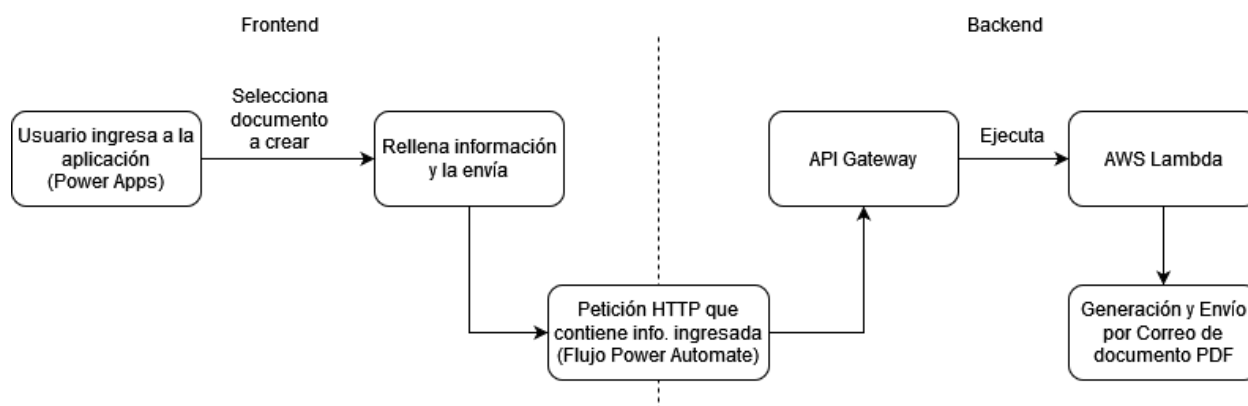 Frontend
Backend
Usuario ingresa a la
aplicación
(Power Apps)
Selecciona
documento
a crear
Rellena información
y la envía
Petición HTTP que
contiene info. ingresada
(Flujo Power Automate)
API Gateway
Ejecuta
AWS Lambda
Generación y Envío
por Correo de
documento PDF